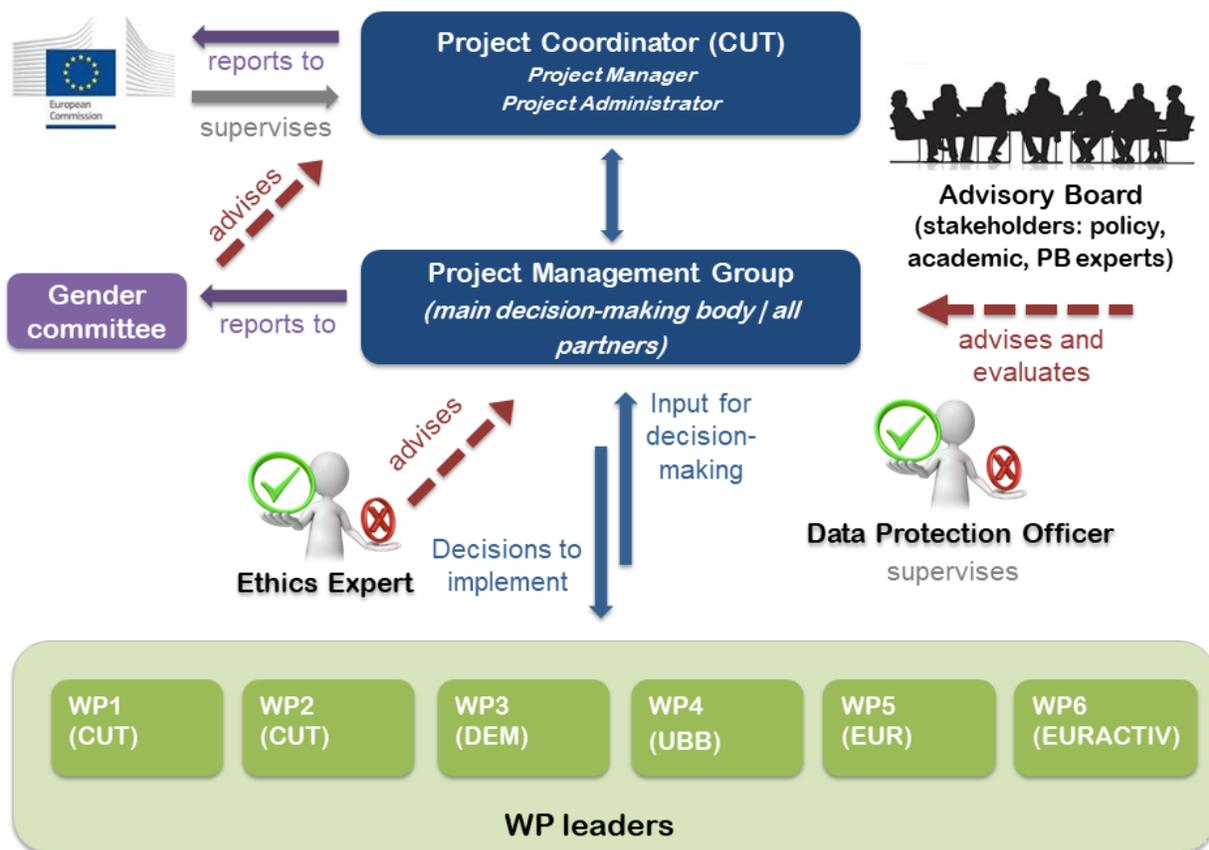 European
Commission
reports to
supervises
Project Coordinator (CUT)
Project Manager
Project Administrator
Advisory Board
(stakeholders: policy,
academic, PB experts)
advises
Gender
committee
reports to
Project Management Group
(main decision-making body | all
partners)
advises and
evaluates
advises
Input for
decision-
making
Ethics Expert
Decisions to
implement
Data Protection Officer
supervises
WP1
(CUT)
WP2
(CUT)
WP3
(DEM)
WP4
(UBB)
WP5
(EUR)
WP6
(EURACTIV)
WP leaders